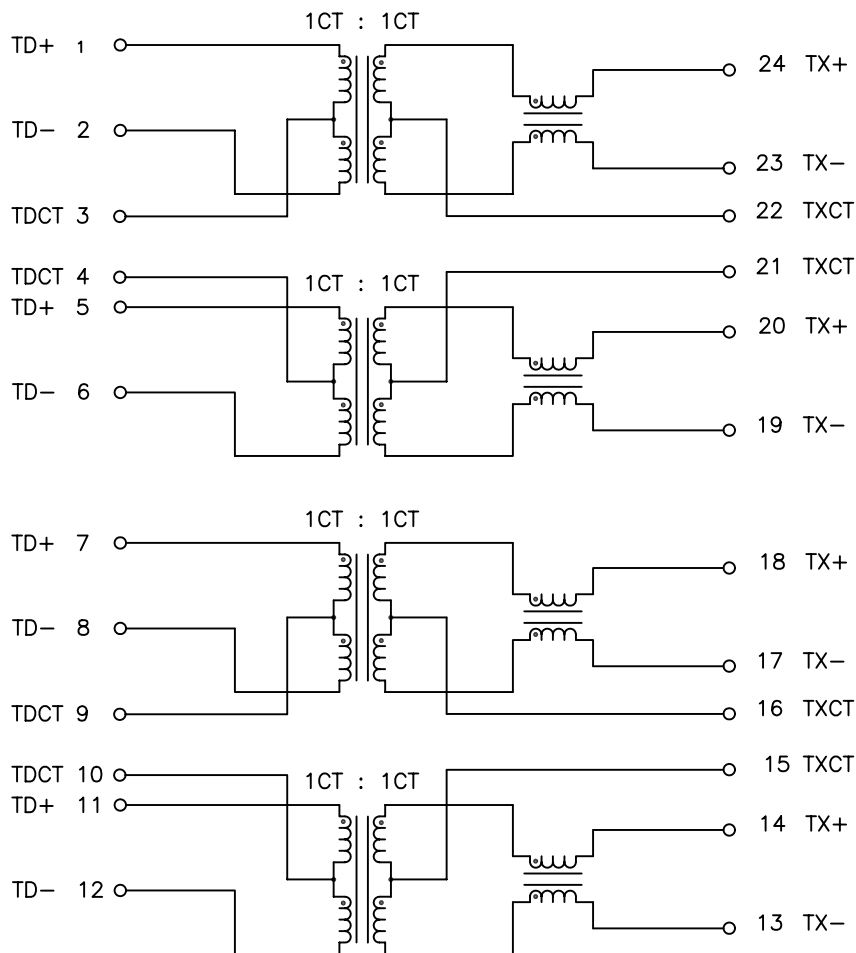 1CT : 1CT
TD+ 1
24 TX+
TD− 2
23 TX−
TDCT 3
22 TXCT
TDCT 4
21 TXCT
1CT : 1CT
TD+ 5
20 TX+
TD− 6
19 TX−
1CT : 1CT
TD+ 7
18 TX+
TD− 8
17 TX−
TDCT 9
16 TXCT
TDCT 10
15 TXCT
1CT : 1CT
TD+ 11
14 TX+
TD− 12
13 TX−